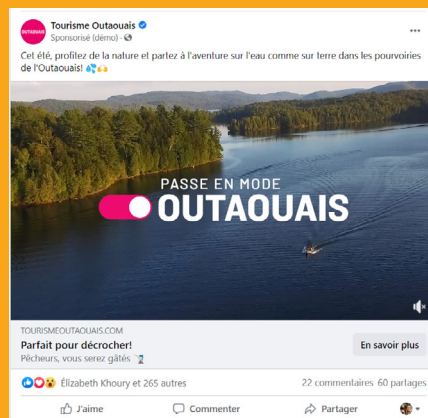 OUTAOUAIS
Tourisme Outaouais
Sponsorisé (démo) ·
Cet été, profitez de la nature et partez à l'aventure sur l'eau comme sur terre dans les pourvoiries
de l'Outaouais! 💦🙌
PASSE EN MODE
OUTAOUAIS
TOURISMEOUTAOUAIS.COM
Parfait pour décrocher!
Pêcheurs, vous serez gâtés 🎣
En savoir plus
Élizabeth Khoury et 265 autres
22 commentaires 60 partages
J'aime
Commenter
Partager